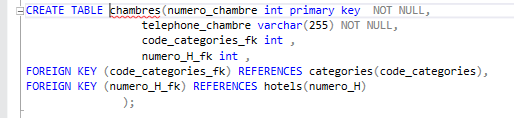 CREATE TABLE chambres(numero_chambre int primary key  NOT NULL,
telephone_chambre varchar(255) NOT NULL,
code_categories_fk int ,
numero_H_fk int ,
FOREIGN KEY (code_categories_fk) REFERENCES categories(code_categories),
FOREIGN KEY (numero_H_fk) REFERENCES hotels(numero_H)
);